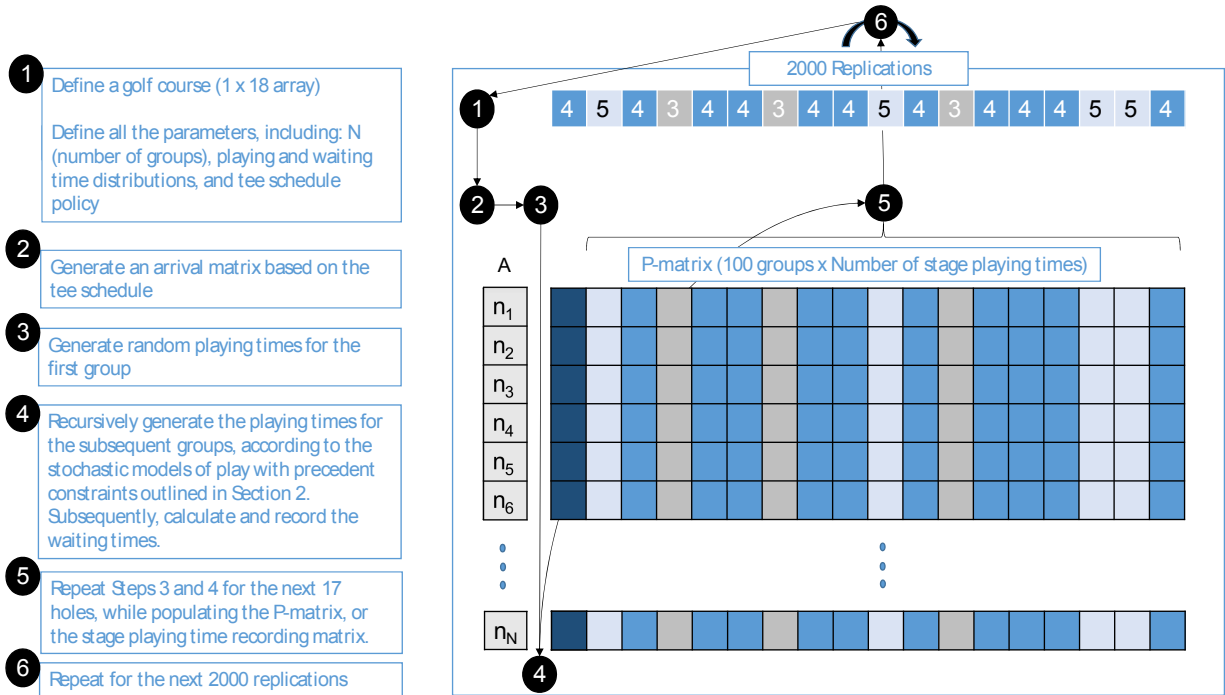 1
Define a golf course (1 x 18 array)
Define all the parameters, including: N
(number of groups), playing and waiting
time distributions, and tee schedule
policy
2
Generate an arrival matrix based on the
tee schedule
3
Generate random playing times for the
first group
4
Recursively generate the playing times for
the subsequent groups, according to the
stochastic models of play with precedent
constraints outlined in Section 2.
Subsequently, calculate and record the
waiting times.
5
Repeat Steps 3 and 4 for the next 17
holes, while populating the P-matrix, or
the stage playing time recording matrix.
6
Repeat for the next 2000 replications
6
2000 Replications
1
4 5 4 3 4 4 3 4 4 5 4 3 4 4 4 5 5 4
2 3
5
A
P-matrix (100 groups x Number of stage playing times)
n1
n2
n3
n4
n5
n6
nN
4